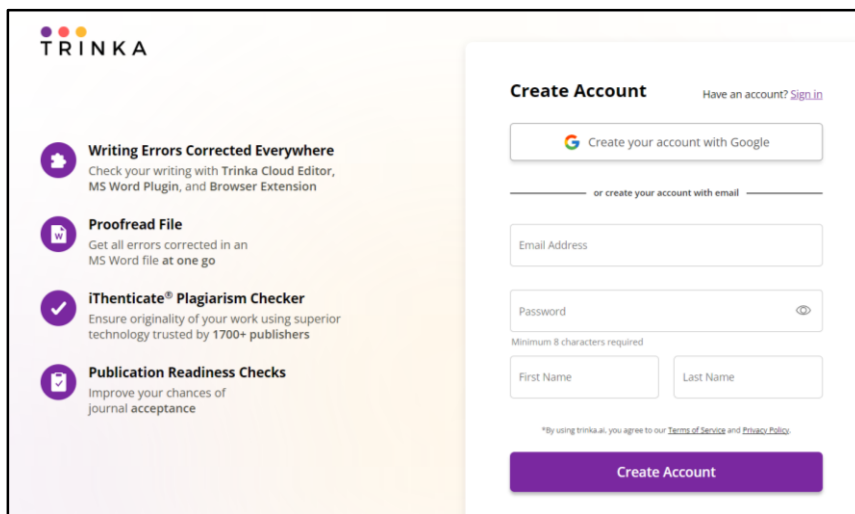 TRINKA
Writing Errors Corrected Everywhere
Check your writing with Trinka Cloud Editor,
MS Word Plugin, and Browser Extension
W
Proofread File
Get all errors corrected in an
MS Word file at one go
iThenticate® Plagiarism Checker
Ensure originality of your work using superior
technology trusted by 1700+ publishers
Publication Readiness Checks
Improve your chances of
journal acceptance
Create Account
Have an account? Sign in
G Create your account with Google
or create your account with email
Email Address
Password
Minimum 8 characters required
First Name
Last Name
*By using trinka.ai, you agree to our Terms of Service and Privacy Policy.
Create Account